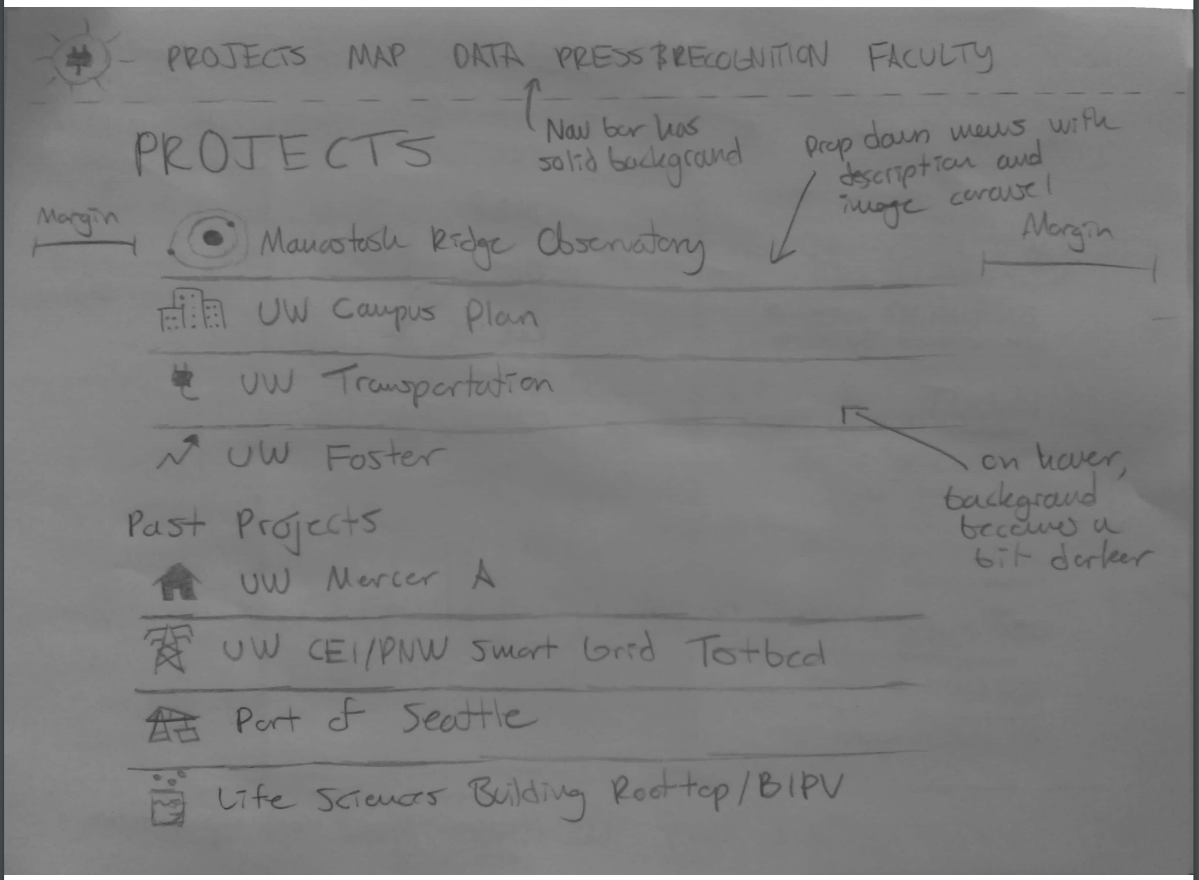 PROJECTS MAP DATA PRESS & RECOGNITION FACULTY
PROJECTS
Nav bar has
solid background
Drop down menus with
description and
image carousel
Margin
Margin
Manastash Ridge Observatory
UW Campus Plan
UW Transportation
UW Foster
on hover,
background
becomes a
bit darker
Past Projects
UW Mercer A
UW CEI/PNW Smart Grid Testbed
Port of Seattle
Life Sciences Building Rooftop/BIPV